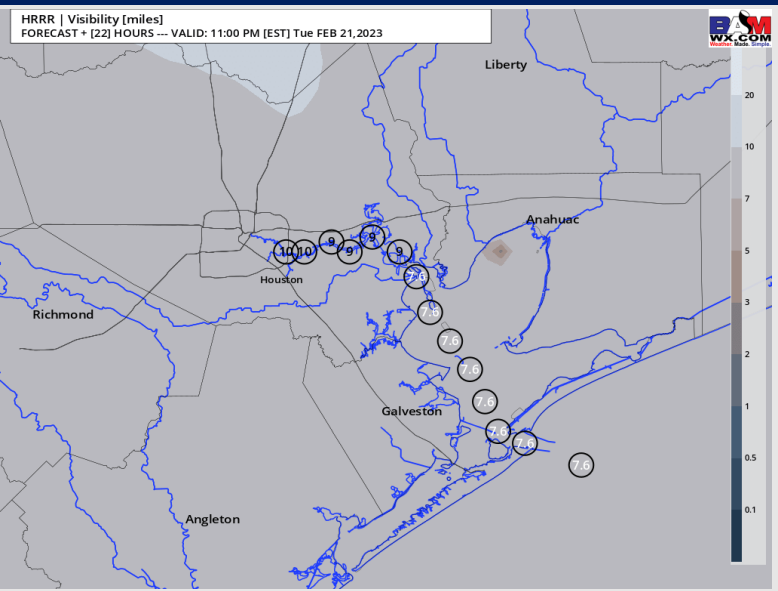 HRRR | Visibility [miles]
FORECAST + [22] HOURS --- VALID: 11:00 PM [EST] Tue FEB 21,2023
BAM
WX.COM
Weather. Made. Simple.
Liberty
20
10
7
Anahuac
10 10 9 9 9 9
5
7.6
Houston
3
7.6
Richmond
7.6
2
7.6
7.6
1
Galveston
7.6
7.6
0.5
7.6
0.1
Angleton